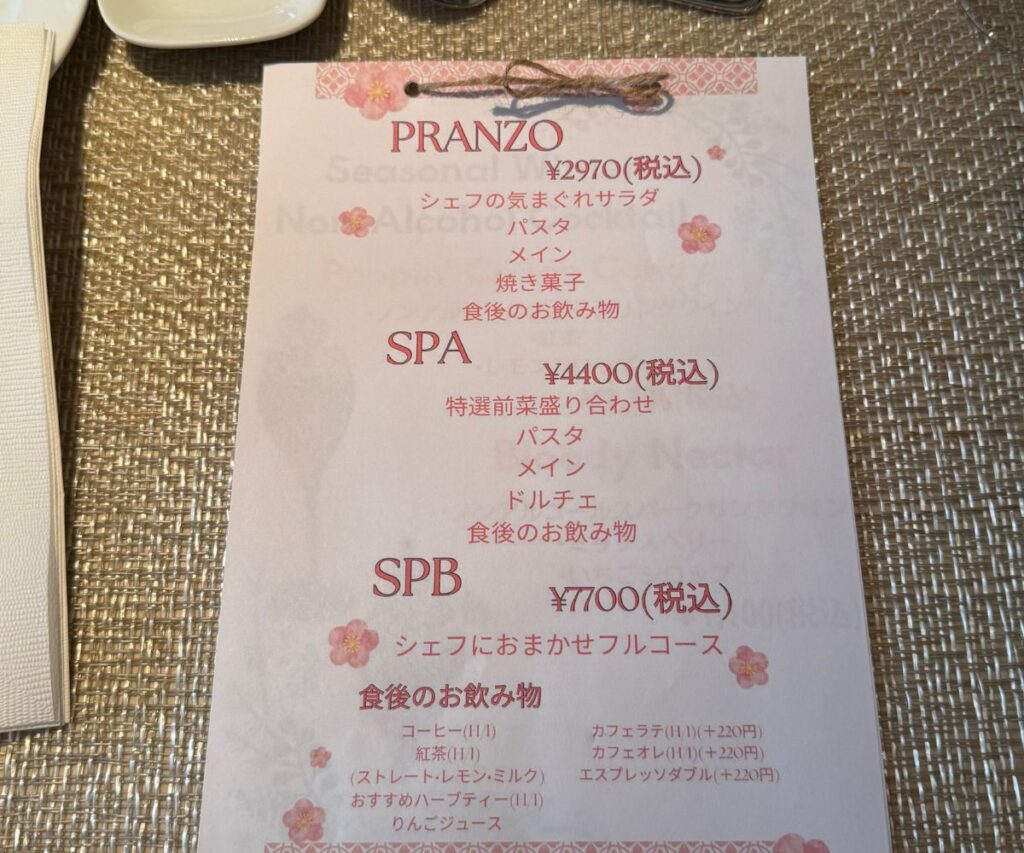 PRANZO
¥2970(税込)
シェフの気まぐれサラダ
パスタ
メイン
焼き菓子
食後のお飲み物
SPA
¥4400(税込)
特選前菜盛り合わせ
パスタ
メイン
ドルチェ
食後のお飲み物
SPB
¥7700(税込)
シェフにおまかせフルコース
食後のお飲み物
コーヒー(H/I)
紅茶(H/I)
(ストレート・レモン・ミルク)
おすすめハーブティー(H/I)
りんごジュース
カフェラテ(H/I)(+220円)
カフェオレ(H/I)(+220円)
エスプレッソダブル(+220円)